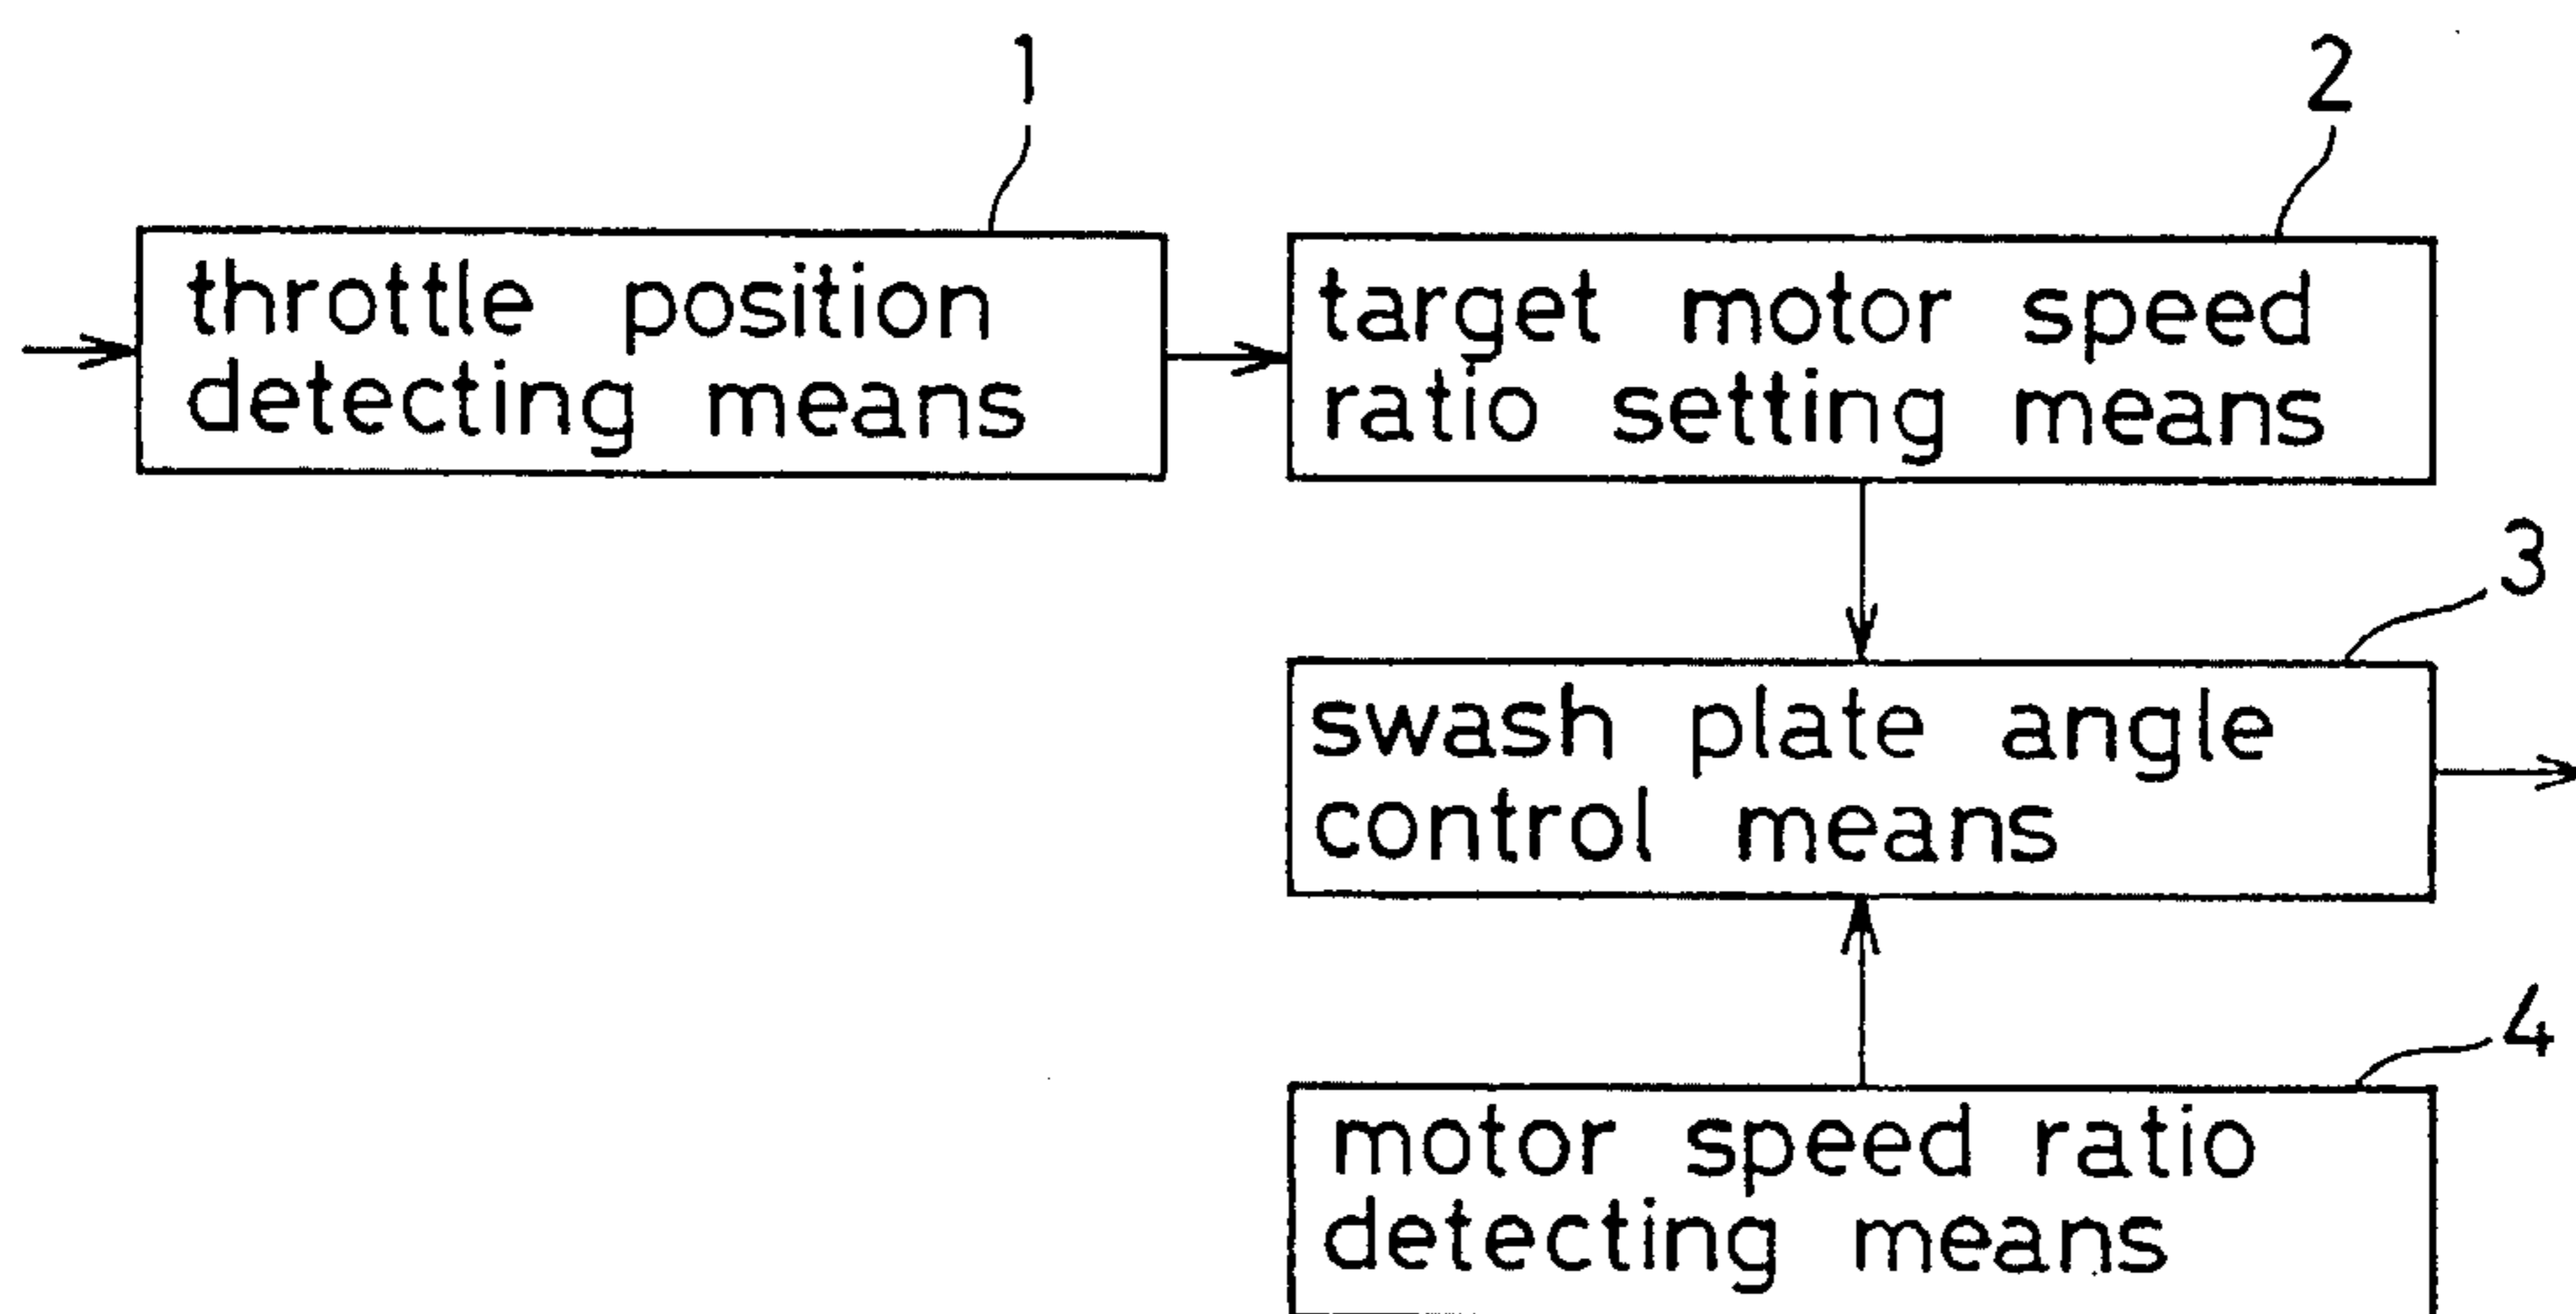 1
2
throttle position
detecting means
target motor speed
ratio setting means
3
swash plate angle
control means
4
motor speed ratio
detecting means